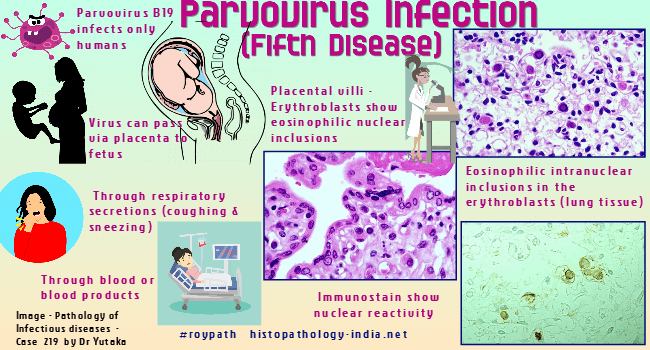 Parvovirus Infection
(Fifth Disease)
Parvovirus B19
infects only
humans
Virus can pass
via placenta to
fetus
Placental villi -
Erythroblasts show
eosinophilic nuclear
inclusions
Eosinophilic intranuclear
inclusions in the
erythroblasts (lung tissue)
Through respiratory
secretions (coughing &
sneezing)
Through blood or
blood products
Immunostain show
nuclear reactivity
Image - Pathology of
Infectious diseases -
Case 219 by Dr Yutaka
#roypath histopathology-india.net